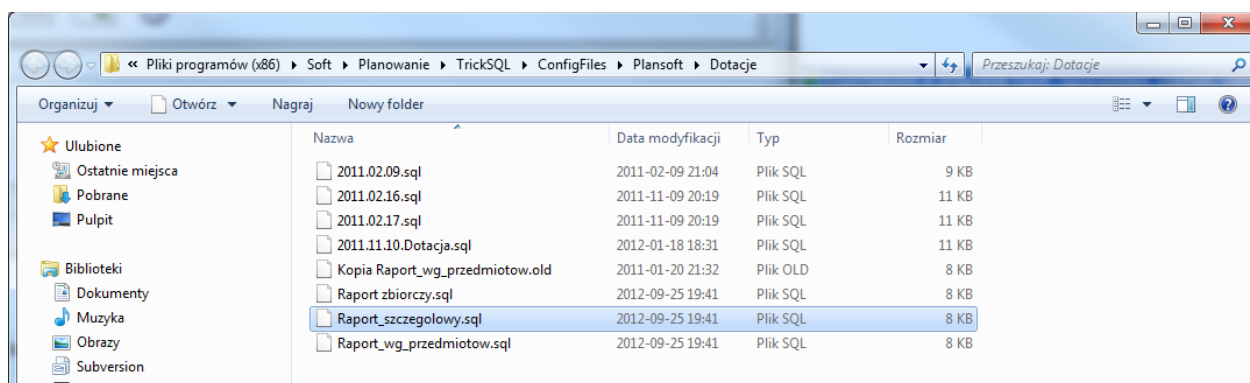 « Pliki programów (x86) ▸ Soft ▸ Planowanie ▸ TrickSQL ▸ ConfigFiles ▸ Plansoft ▸ Dotacje Przeszukaj: Dotacje
Organizuj Otwórz Nagraj Nowy folder
Nazwa Data modyfikacji Typ Rozmiar
Ulubione
Ostatnie miejsca
Pobrane
Pulpit
Biblioteki
Dokumenty
Muzyka
Obrazy
Subversion
2011.02.09.sql 2011-02-09 21:04 Plik SQL 9 KB
2011.02.16.sql 2011-11-09 20:19 Plik SQL 11 KB
2011.02.17.sql 2011-11-09 20:19 Plik SQL 11 KB
2011.11.10.Dotacja.sql 2012-01-18 18:31 Plik SQL 11 KB
Kopia Raport_wg_przedmiotow.old 2011-01-20 21:32 Plik OLD 8 KB
Raport zbiorczy.sql 2012-09-25 19:41 Plik SQL 8 KB
Raport_szczegolowy.sql 2012-09-25 19:41 Plik SQL 8 KB
Raport_wg_przedmiotow.sql 2012-09-25 19:41 Plik SQL 8 KB